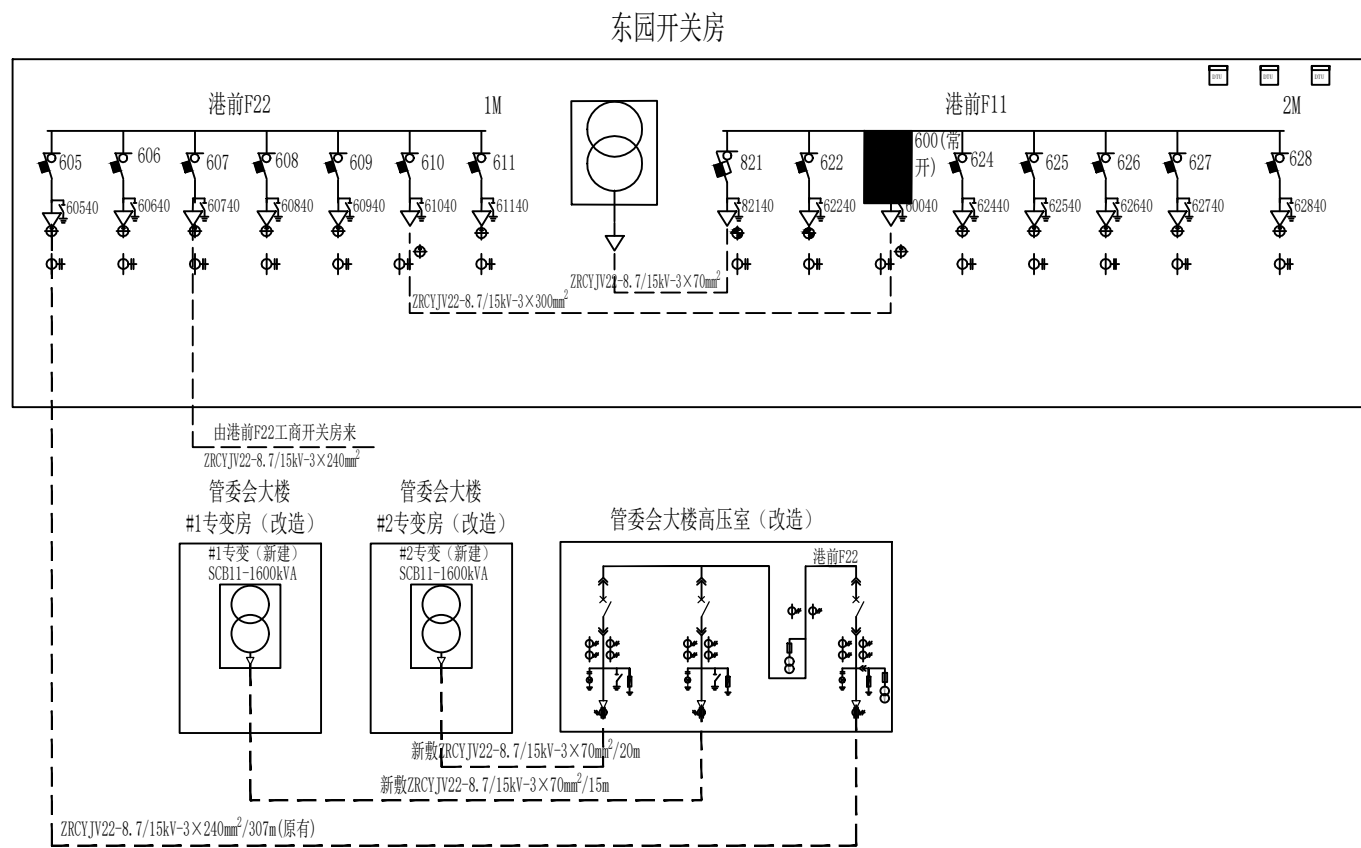 东园开关房
DTU DTU DTU
港前F22 1M 港前F11 2M
605 606 607 608 609 610 611 821 622 600(常开) 624 625 626 627 628
60540 60640 60740 60840 60940 61040 61140 82140 62240 60040 62440 62540 62640 62740 62840
ZRCYJV22-8.7/15kV-3×70mm²
ZRCYJV22-8.7/15kV-3×300mm²
由港前F22工商开关房来
ZRCYJV22-8.7/15kV-3×240mm²
管委会大楼
#1专变房（改造）
#1专变（新建）
SCB11-1600kVA
管委会大楼
#2专变房（改造）
#2专变（新建）
SCB11-1600kVA
管委会大楼高压室（改造）
港前F22
新敷ZRCYJV22-8.7/15kV-3×70mm²/20m
新敷ZRCYJV22-8.7/15kV-3×70mm²/15m
ZRCYJV22-8.7/15kV-3×240mm²/307m(原有)